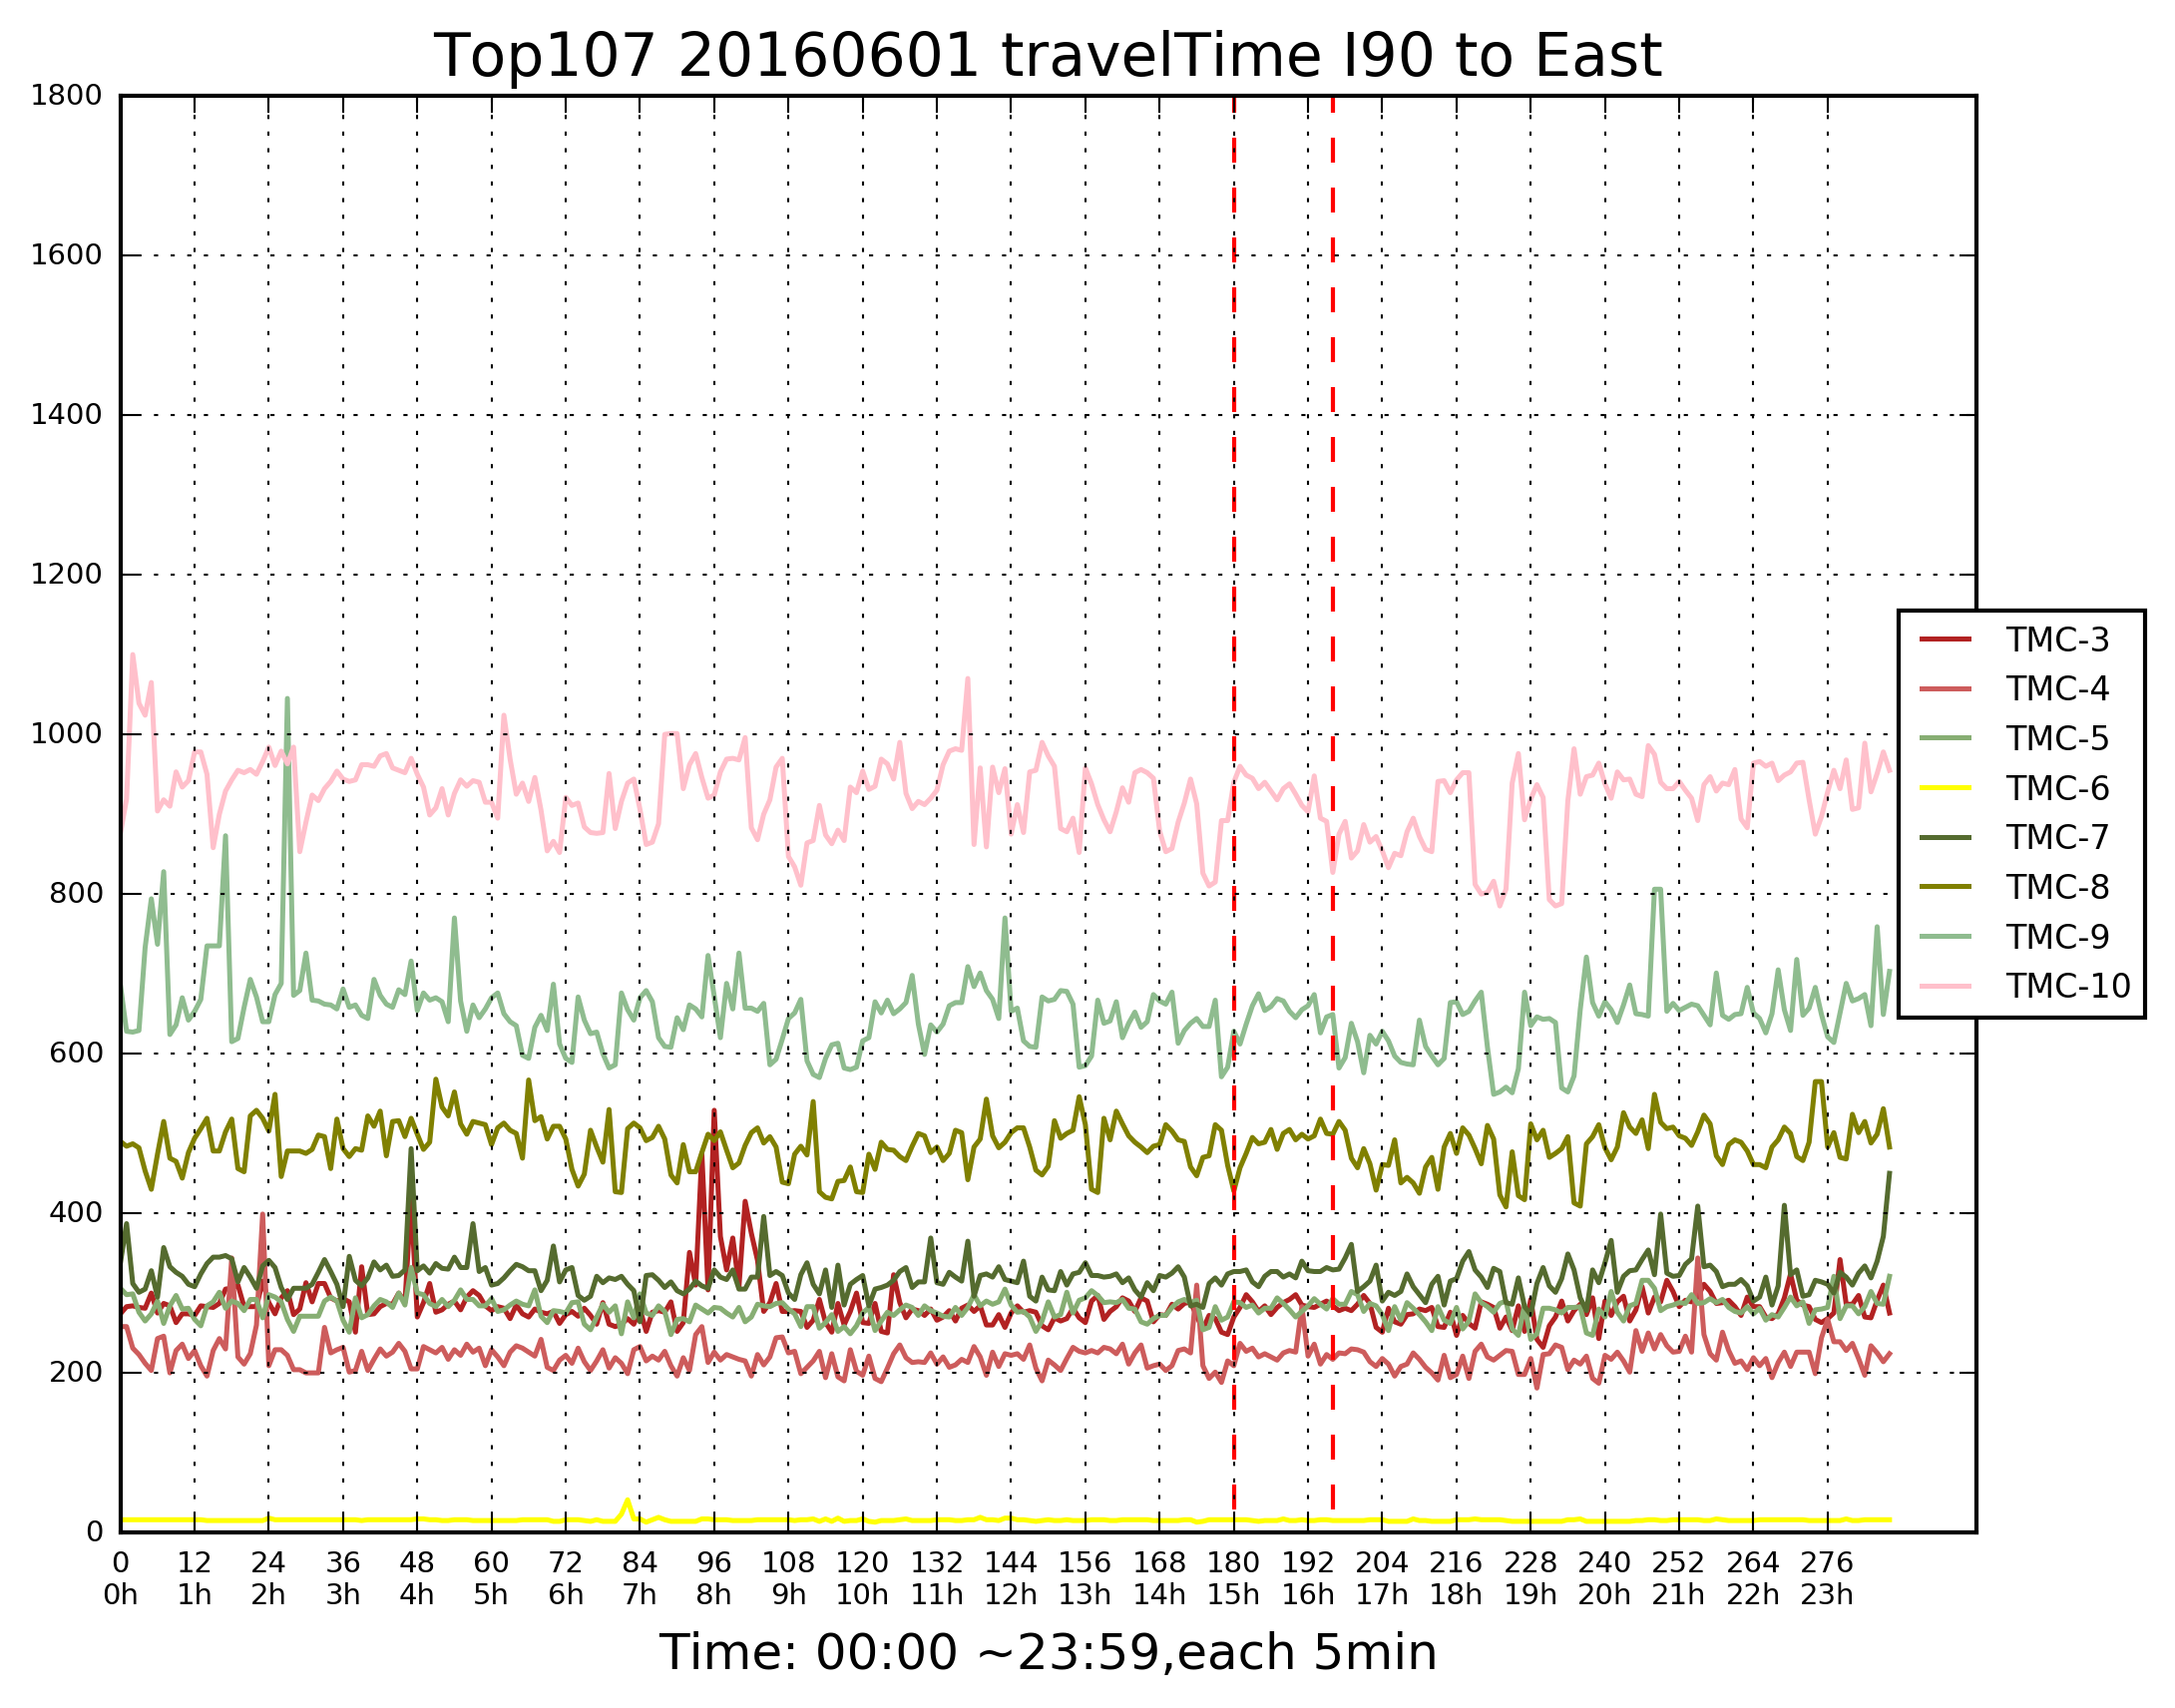 Top107 20160601 travelTime I90 to East
1800
1600
1400
1200
1000
800
600
400
200
0
TMC-3
TMC-4
TMC-5
TMC-6
TMC-7
TMC-8
TMC-9
TMC-10
0 12 24 36 48 60 72 84 96 108 120 132 144 156 168 180 192 204 216 228 240 252 264 276
0h 1h 2h 3h 4h 5h 6h 7h 8h 9h 10h 11h 12h 13h 14h 15h 16h 17h 18h 19h 20h 21h 22h 23h
Time: 00:00 ~23:59,each 5min